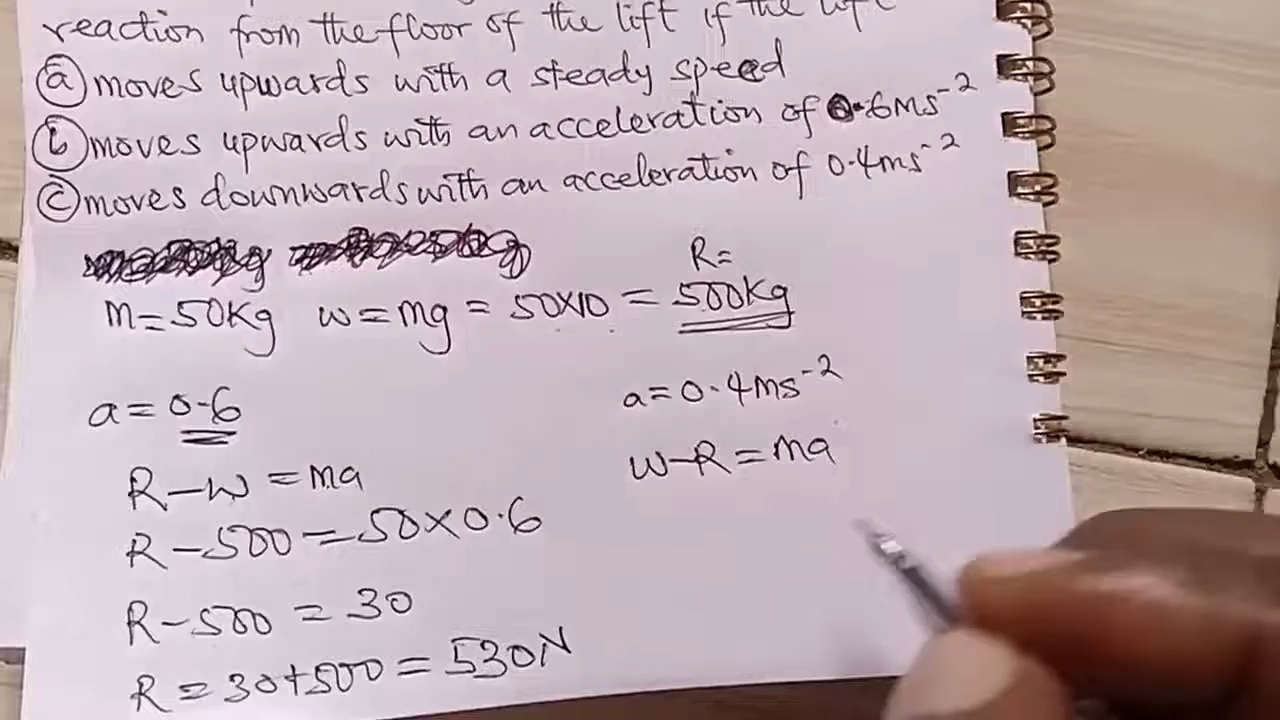 reaction from the floor of the lift if the lift
(a) moves upwards with a steady speed
(b) moves upwards with an acceleration of 0.6ms⁻²
(c) moves downwards with an acceleration of 0.4ms⁻²
R=
m=50Kg w=mg = 50×10 = 500Kg
a=0.6
R-w=ma
R-500=50×0.6
R-500=30
R=30+500=530N
a=0.4ms⁻²
w-R=ma